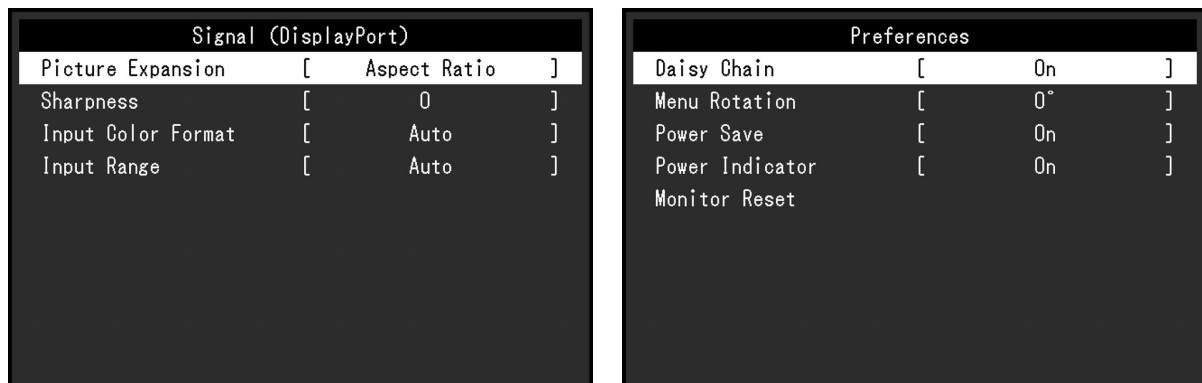 Signal (DisplayPort)
Picture Expansion [ Aspect Ratio ]
Sharpness [ 0 ]
Input Color Format [ Auto ]
Input Range [ Auto ]
Preferences
Daisy Chain [ On ]
Menu Rotation [ 0° ]
Power Save [ On ]
Power Indicator [ On ]
Monitor Reset